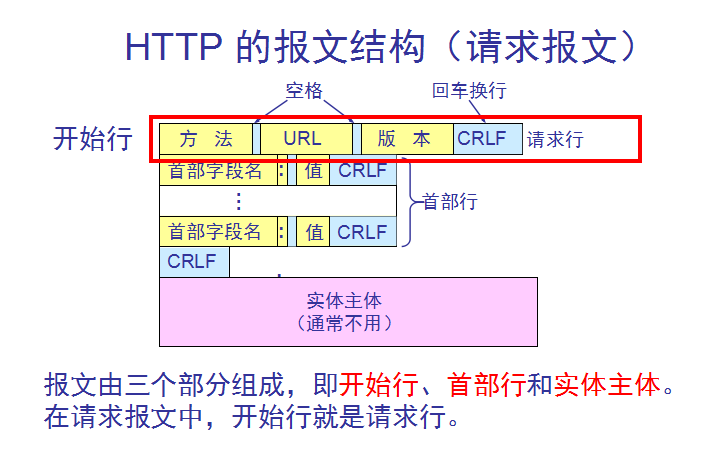 HTTP 的报文结构（请求报文）
空格 回车换行
开始行 方 法 URL 版 本 CRLF 请求行
首部字段名 : 值 CRLF
⋮ 首部行
首部字段名 : 值 CRLF
CRLF
实体主体
（通常不用）
报文由三个部分组成，即开始行、首部行和实体主体。
在请求报文中，开始行就是请求行。